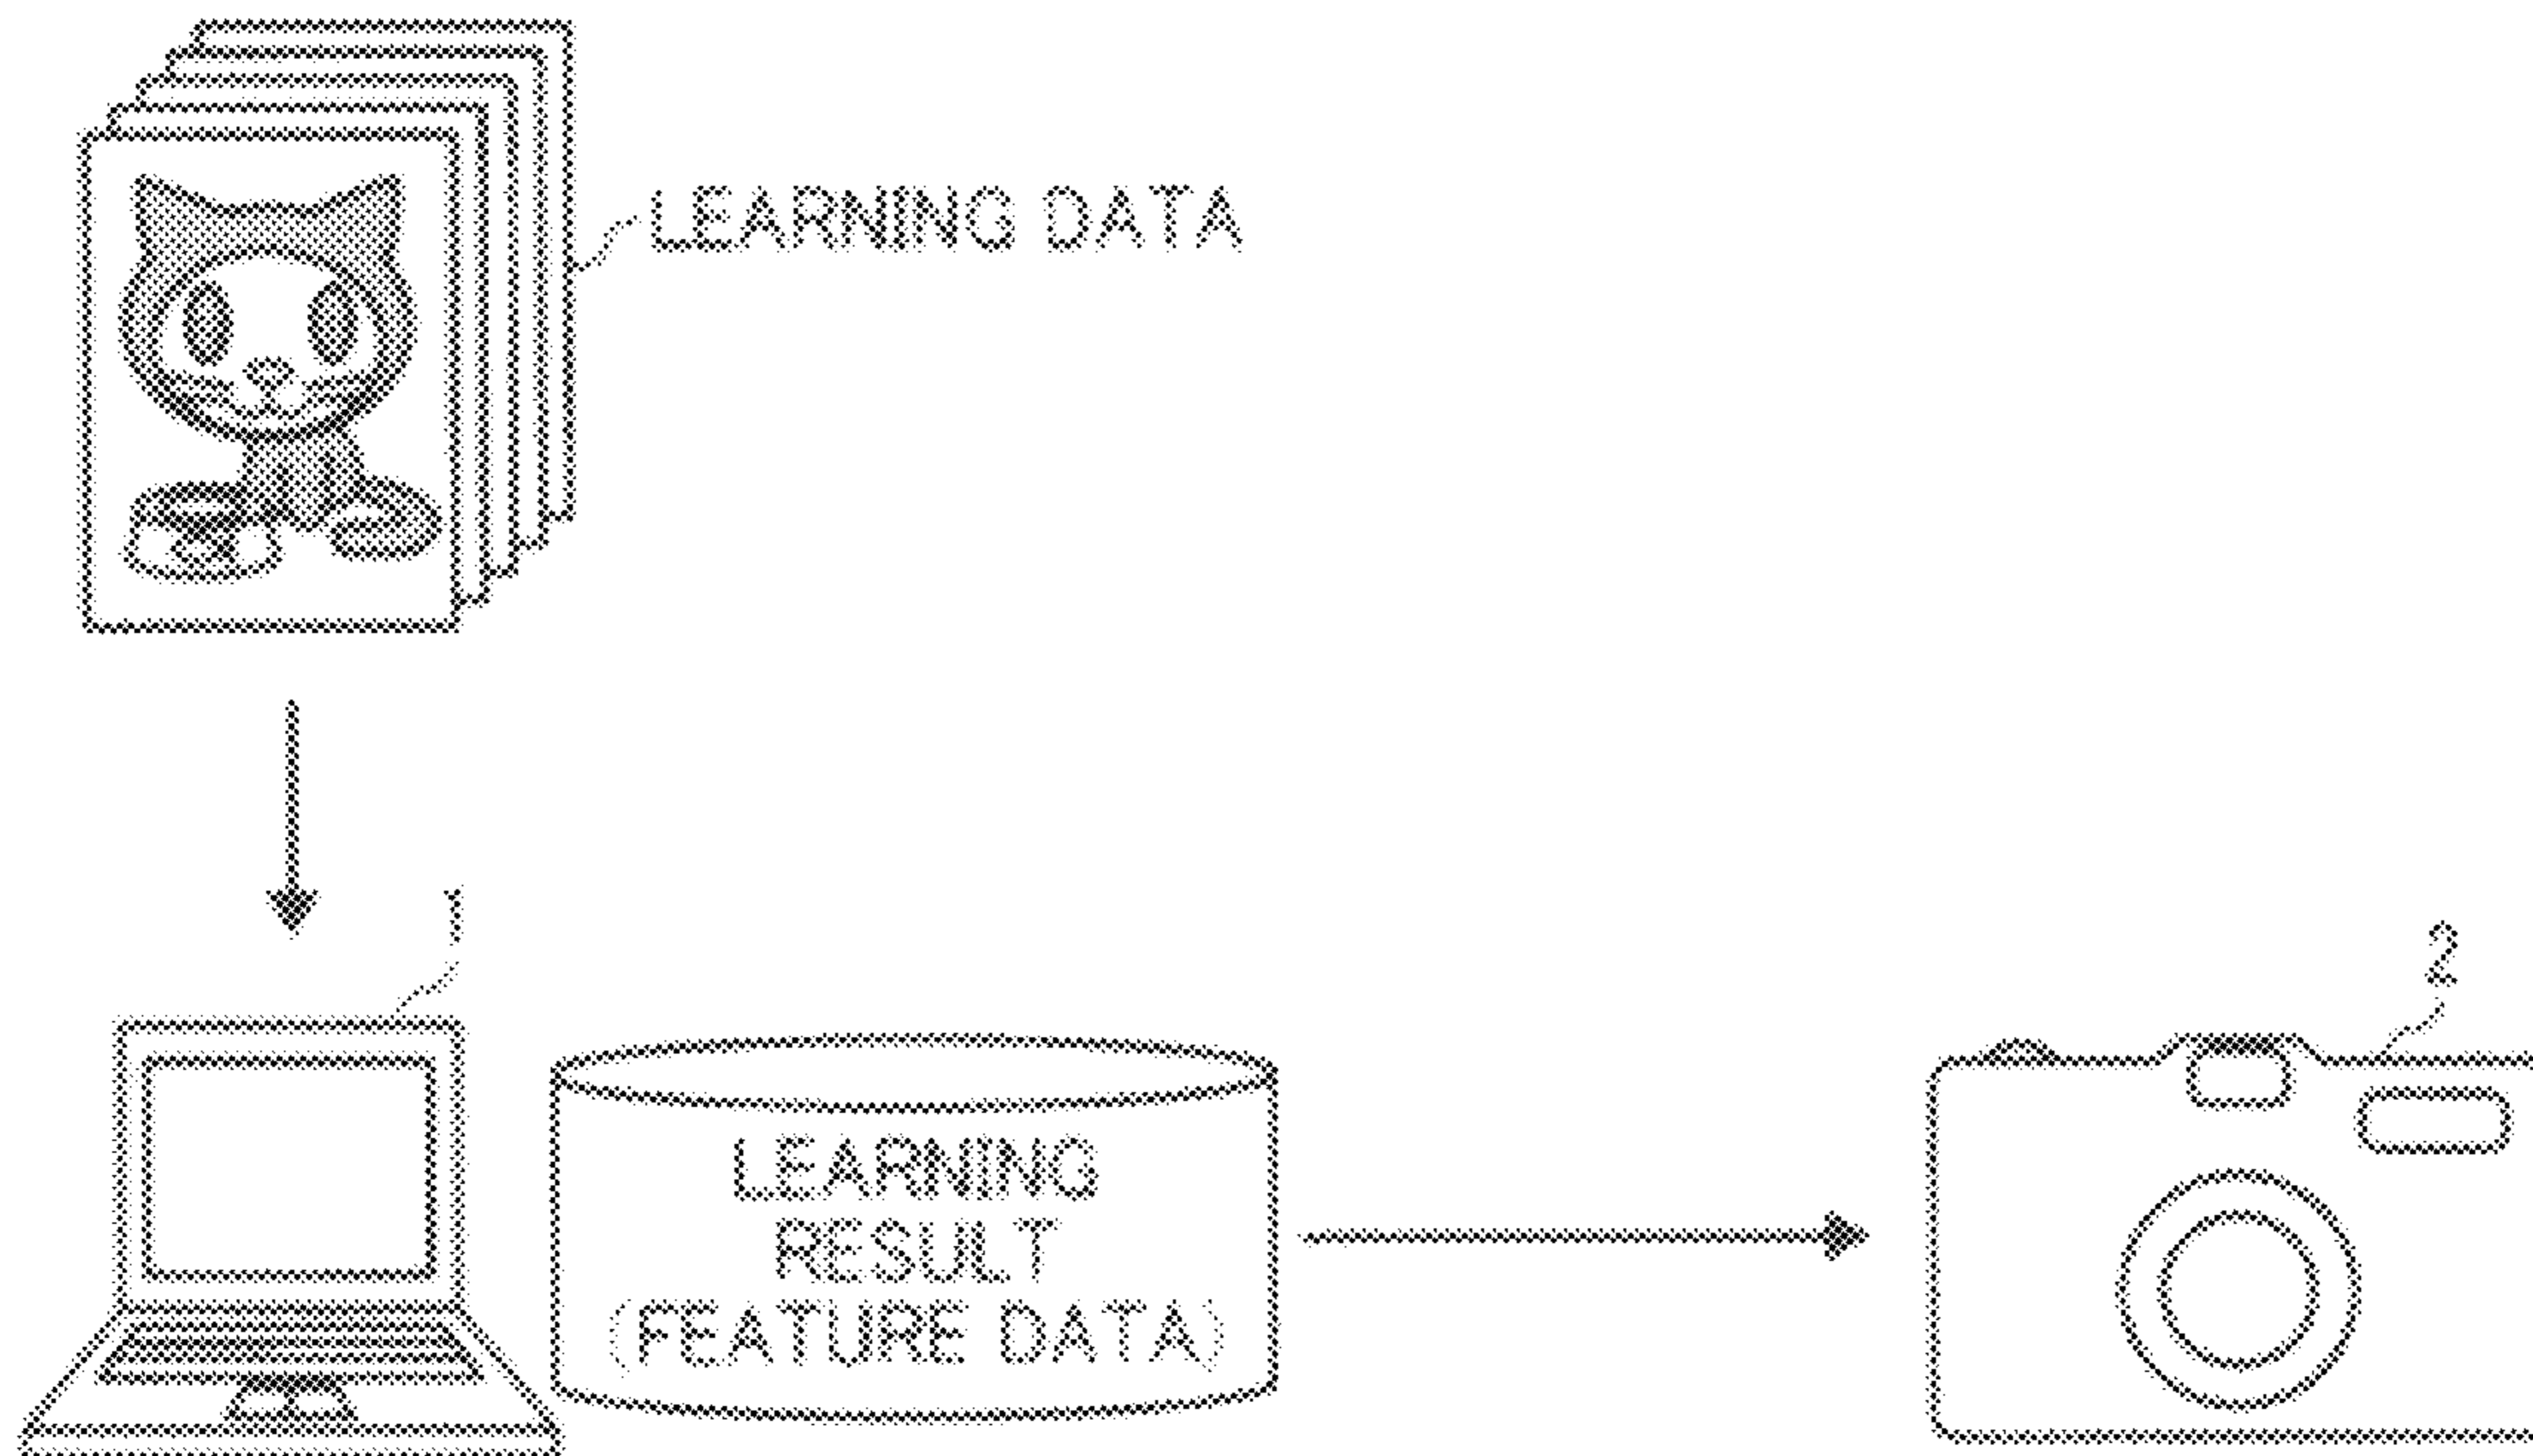 LEARNING DATA
1
2
LEARNING
RESULT
(FEATURE DATA)